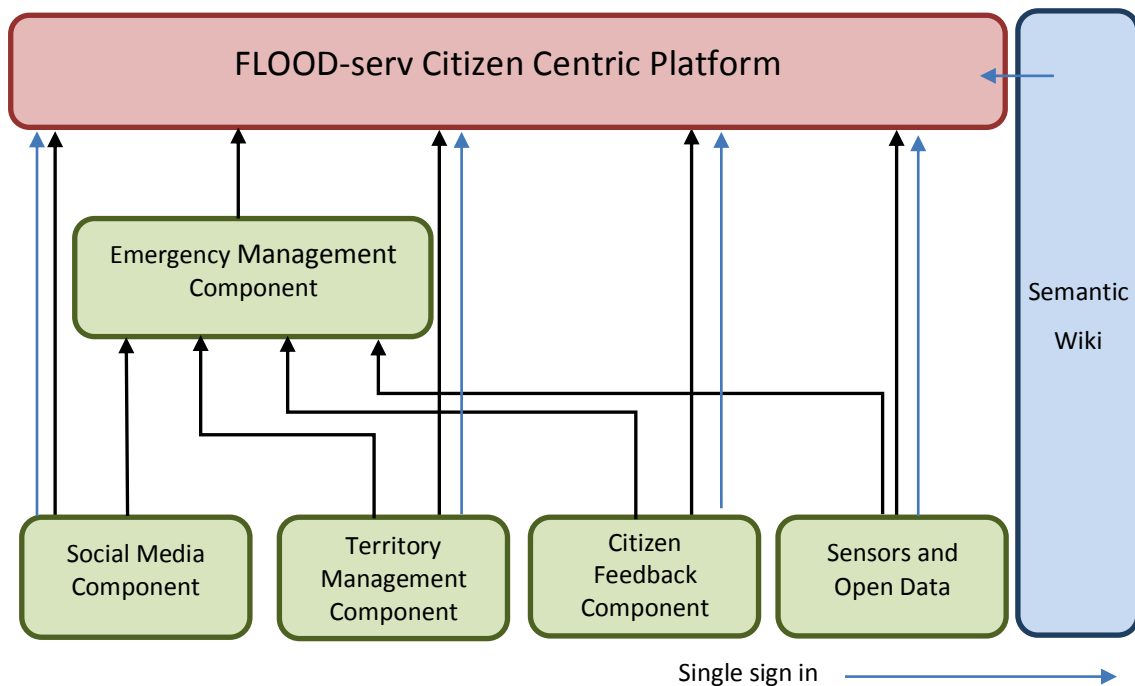 FLOOD-serv Citizen Centric Platform
Emergency Management
Component
Semantic
Wiki
Social Media
Component
Territory
Management
Component
Citizen
Feedback
Component
Sensors and
Open Data
Single sign in